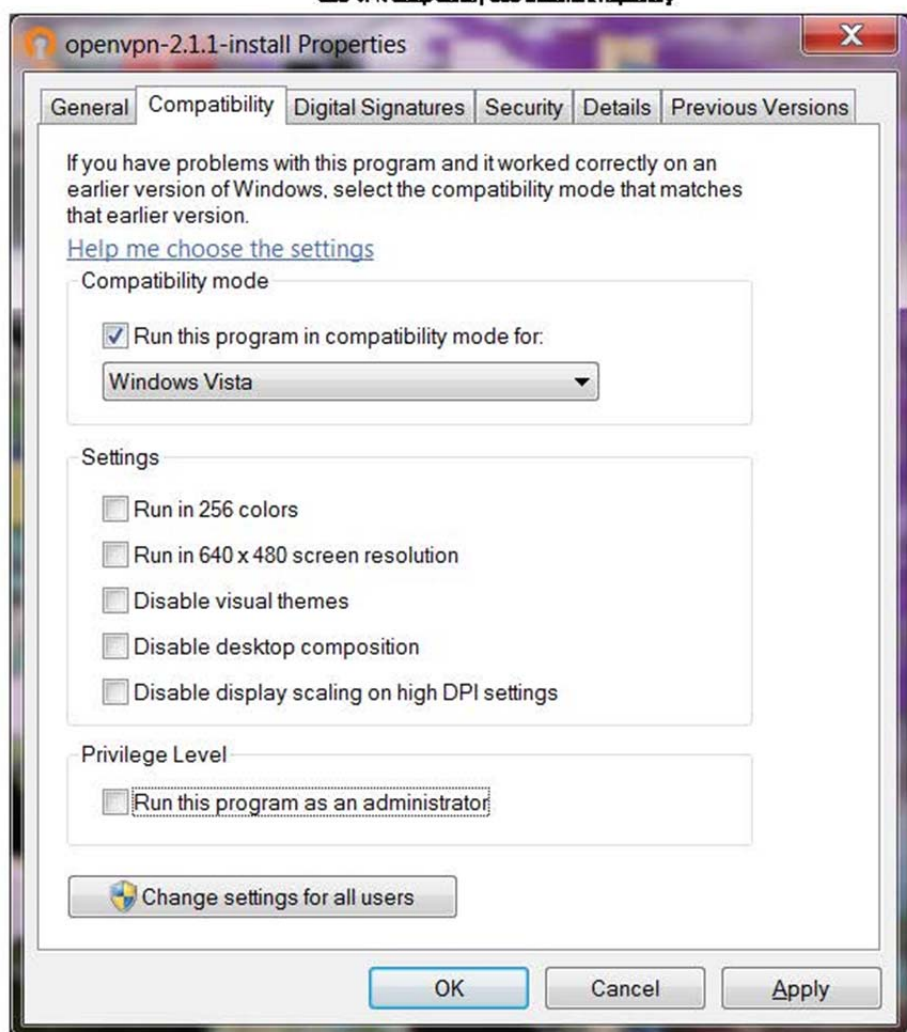 openvpn-2.1.1-install Properties
General Compatibility Digital Signatures Security Details Previous Versions
If you have problems with this program and it worked correctly on an
earlier version of Windows, select the compatibility mode that matches
that earlier version.
Help me choose the settings
Compatibility mode
Run this program in compatibility mode for:
Windows Vista
Settings
Run in 256 colors
Run in 640 x 480 screen resolution
Disable visual themes
Disable desktop composition
Disable display scaling on high DPI settings
Privilege Level
Run this program as an administrator
Change settings for all users
OK Cancel Apply